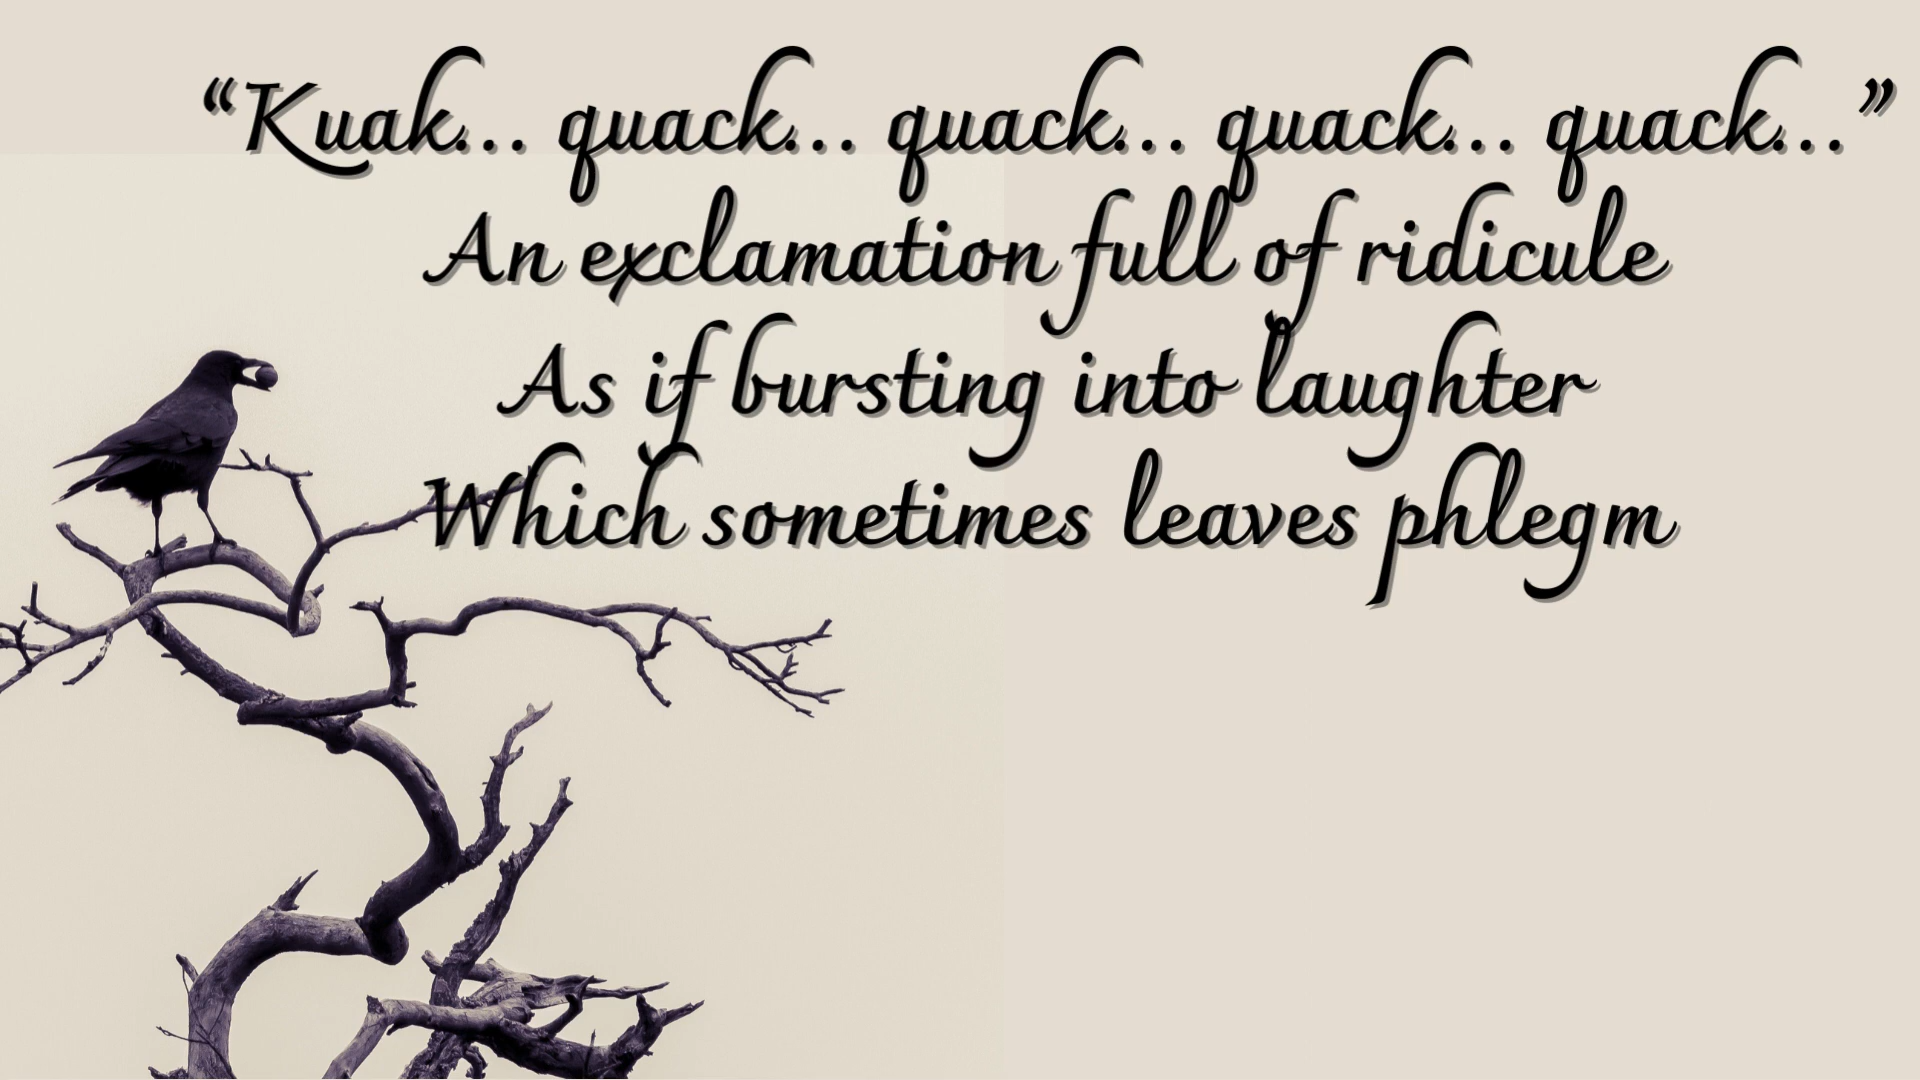 “Kuak... quack... quack... quack... quack...”
An exclamation full of ridicule
As if bursting into laughter
Which sometimes leaves phlegm